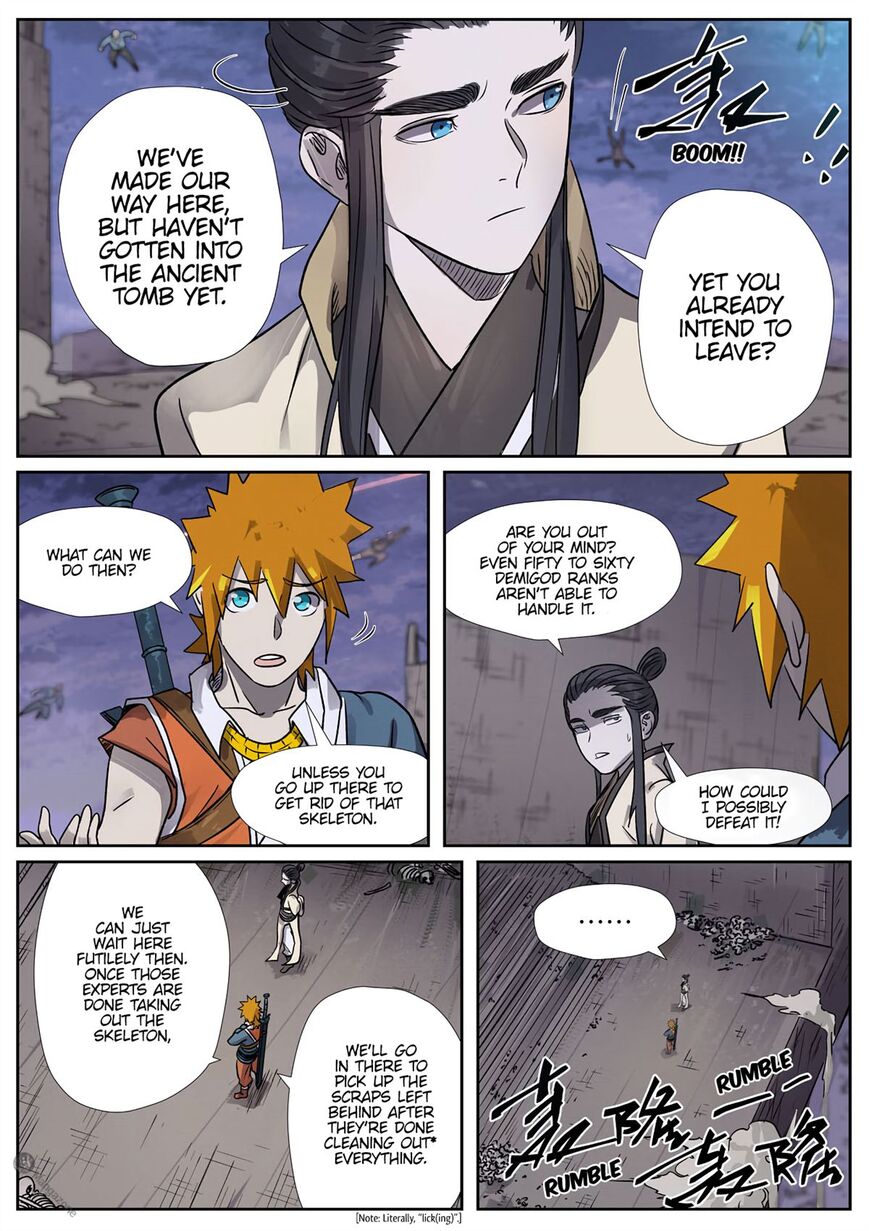 轰
BOOM!!
!!
WE'VE
MADE OUR
WAY HERE,
BUT HAVEN'T
GOTTEN INTO
THE ANCIENT
TOMB YET.
YET YOU
ALREADY
INTEND TO
LEAVE?
WHAT CAN WE
DO THEN?
UNLESS YOU
GO UP THERE TO
GET RID OF THAT
SKELETON.
ARE YOU OUT
OF YOUR MIND?
EVEN FIFTY TO SIXTY
DEMIGOD RANKS
AREN'T ABLE TO
HANDLE IT.
HOW COULD
I POSSIBLY
DEFEAT IT!
WE
CAN JUST
WAIT HERE
FUTILELY THEN.
ONCE THOSE
EXPERTS ARE
DONE TAKING
OUT THE
SKELETON,
WE'LL GO
IN THERE TO
PICK UP THE
SCRAPS LEFT
BEHIND AFTER
THEY'RE DONE
CLEANING OUT*
EVERYTHING.
......
RUMBLE
轰隆
RUMBLE
轰隆
[Note: Literally, "lick(ing)".]